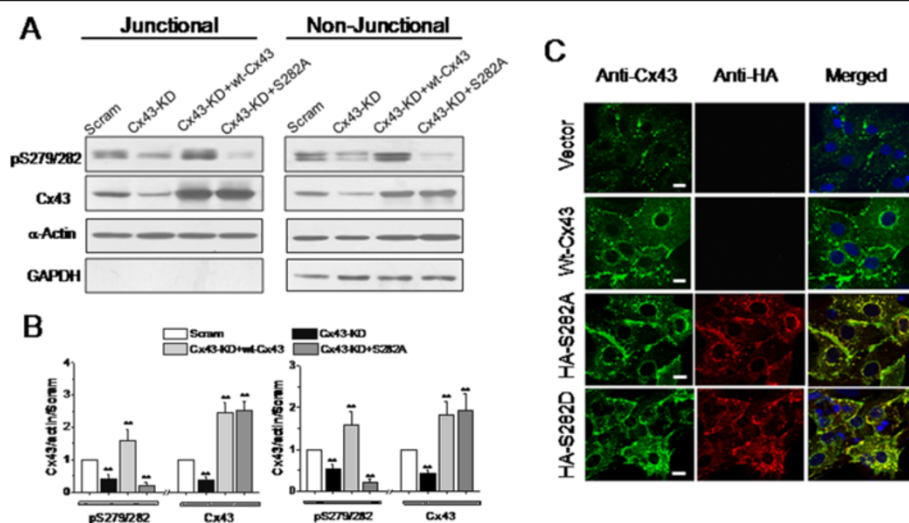 A
Junctional
Non-Junctional
Scram
Cx43-KD
Cx43-KD+wt-Cx43
Cx43-KD+S282A
Scram
Cx43-KD
Cx43-KD+wt-Cx43
Cx43-KD+S282A
pS279/282
Cx43
α-Actin
GAPDH
B
Scram
Cx43-KD
Cx43-KD+wt-Cx43
Cx43-KD+S282A
Cx43/actin/Scram
4
3
2
1
0
pS279/282
Cx43
3
2
1
0
pS279/282
Cx43
C
Anti-Cx43
Anti-HA
Merged
Vector
Wt-Cx43
HA-S282A
HA-S282D